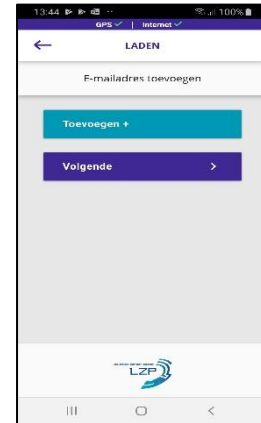 13:44
100%
GPS | Internet
LADEN
E-mailadres toevoegen
Toevoegen +
Volgende >
LZP